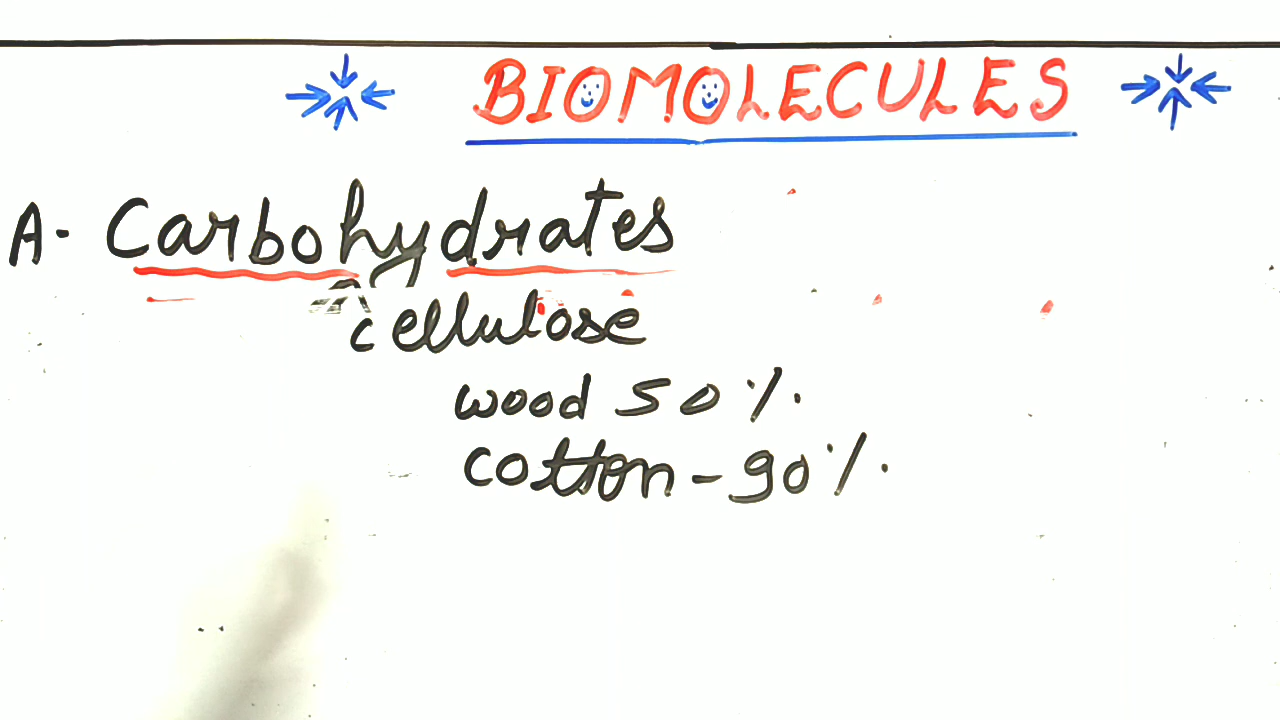 BIOMOLECULES
A. Carbohydrates
cellulose
wood 50%.
cotton - 90%.